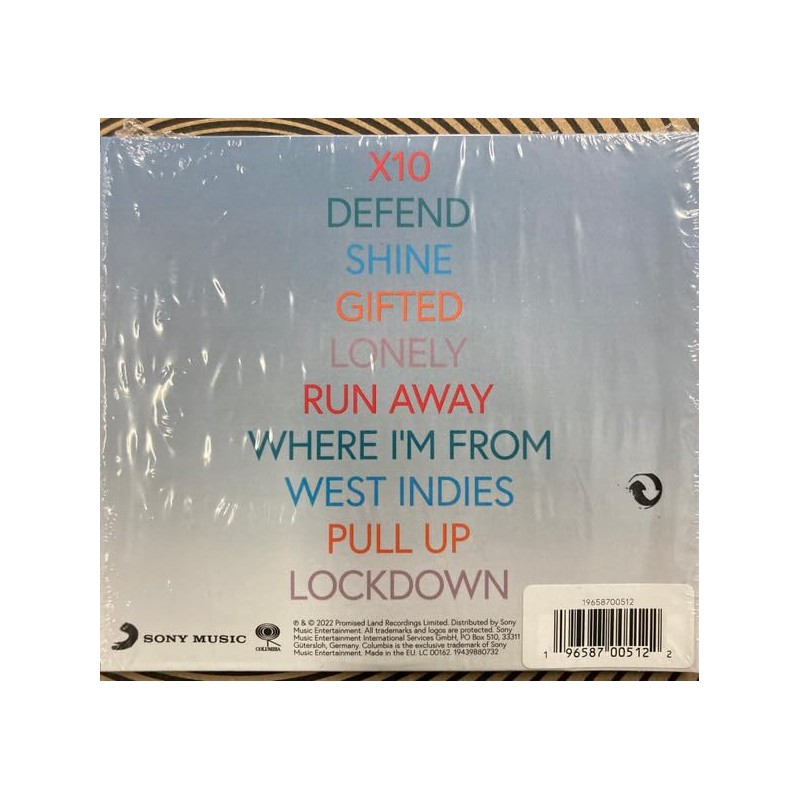 X10
DEFEND
SHINE
GIFTED
LONELY
RUN AWAY
WHERE I'M FROM
WEST INDIES
PULL UP
LOCKDOWN
SONY MUSIC
COLUMBIA
℗ & © 2022 Promised Land Recordings Limited. Distributed by Sony
Music Entertainment. All trademarks and logos are protected. Sony
Music Entertainment International Services GmbH, PO Box 510, 33311
Gütersloh, Germany. Columbia is the exclusive trademark of Sony
Music Entertainment. Made in the EU. LC 00162. 19439880732
19658700512
1 96587 00512 2